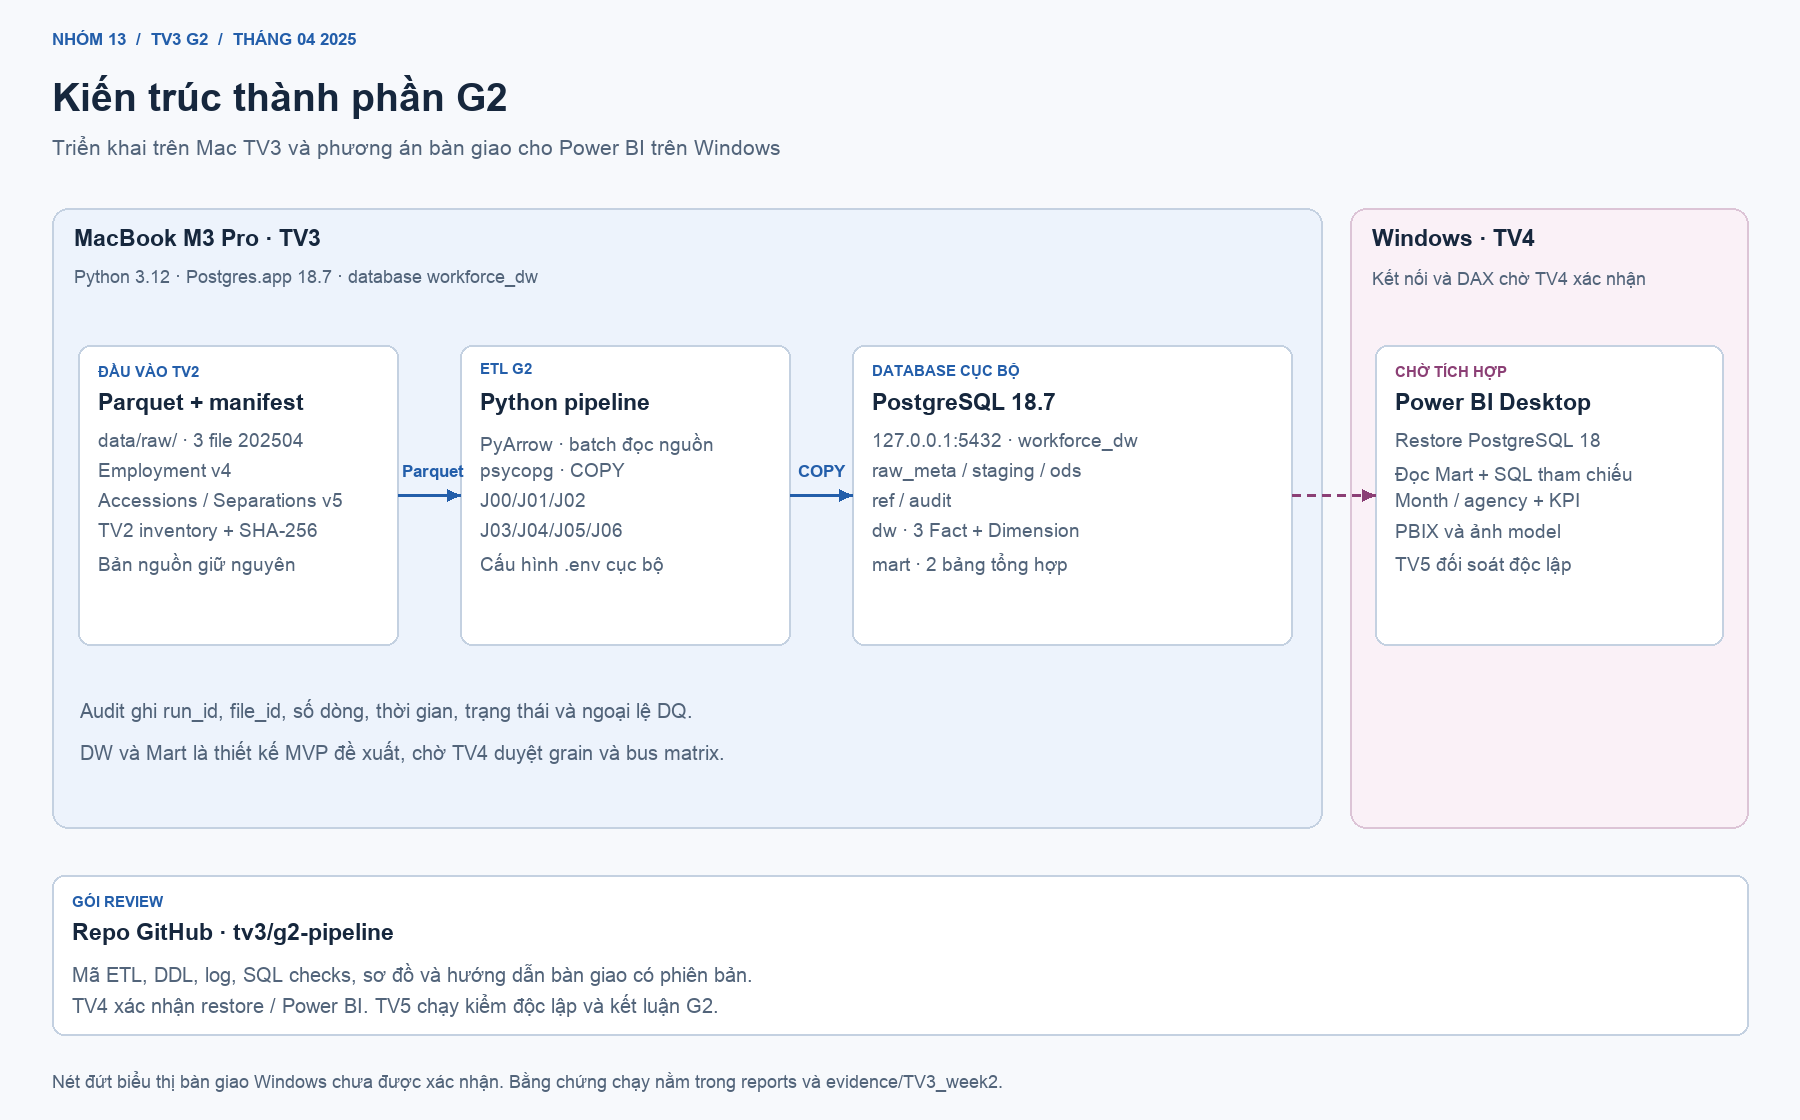 NHÓM 13 / TV3 G2 / THÁNG 04 2025
Kiến trúc thành phần G2
Triển khai trên Mac TV3 và phương án bàn giao cho Power BI trên Windows
MacBook M3 Pro · TV3
Python 3.12 · Postgres.app 18.7 · database workforce_dw
ĐẦU VÀO TV2
Parquet + manifest
data/raw/ · 3 file 202504
Employment v4
Accessions / Separations v5
TV2 inventory + SHA-256
Bản nguồn giữ nguyên
Parquet
ETL G2
Python pipeline
PyArrow · batch đọc nguồn
psycopg · COPY
J00/J01/J02
J03/J04/J05/J06
Cấu hình .env cục bộ
COPY
DATABASE CỤC BỘ
PostgreSQL 18.7
127.0.0.1:5432 · workforce_dw
raw_meta / staging / ods
ref / audit
dw · 3 Fact + Dimension
mart · 2 bảng tổng hợp
Audit ghi run_id, file_id, số dòng, thời gian, trạng thái và ngoại lệ DQ.
DW và Mart là thiết kế MVP đề xuất, chờ TV4 duyệt grain và bus matrix.
Windows · TV4
Kết nối và DAX chờ TV4 xác nhận
CHỜ TÍCH HỢP
Power BI Desktop
Restore PostgreSQL 18
Đọc Mart + SQL tham chiếu
Month / agency + KPI
PBIX và ảnh model
TV5 đối soát độc lập
GÓI REVIEW
Repo GitHub · tv3/g2-pipeline
Mã ETL, DDL, log, SQL checks, sơ đồ và hướng dẫn bàn giao có phiên bản.
TV4 xác nhận restore / Power BI. TV5 chạy kiểm độc lập và kết luận G2.
Nét đứt biểu thị bàn giao Windows chưa được xác nhận. Bằng chứng chạy nằm trong reports và evidence/TV3_week2.